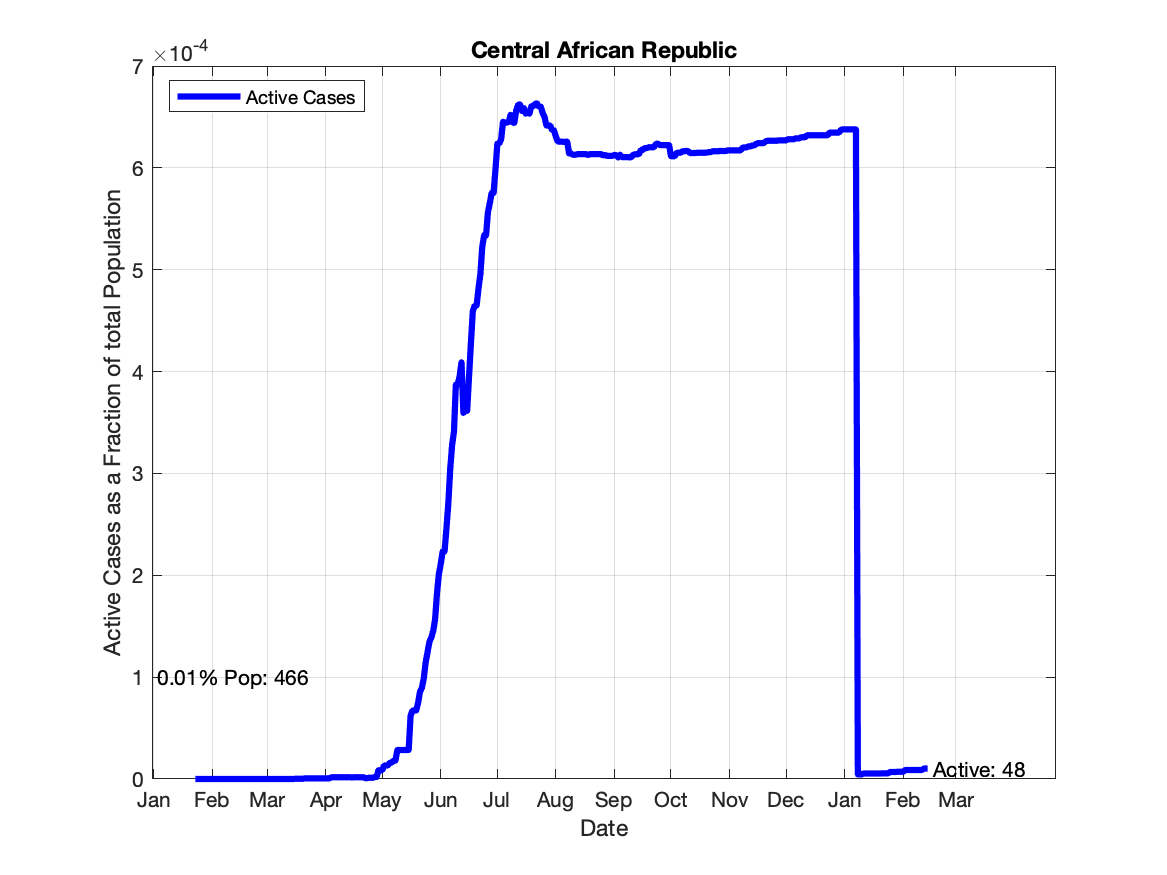 Central African Republic
×10-4
Active Cases
7
6
5
4
3
2
1
0
0.01% Pop: 466
Active: 48
Active Cases as a Fraction of total Population
Jan Feb Mar Apr May Jun Jul Aug Sep Oct Nov Dec Jan Feb Mar
Date